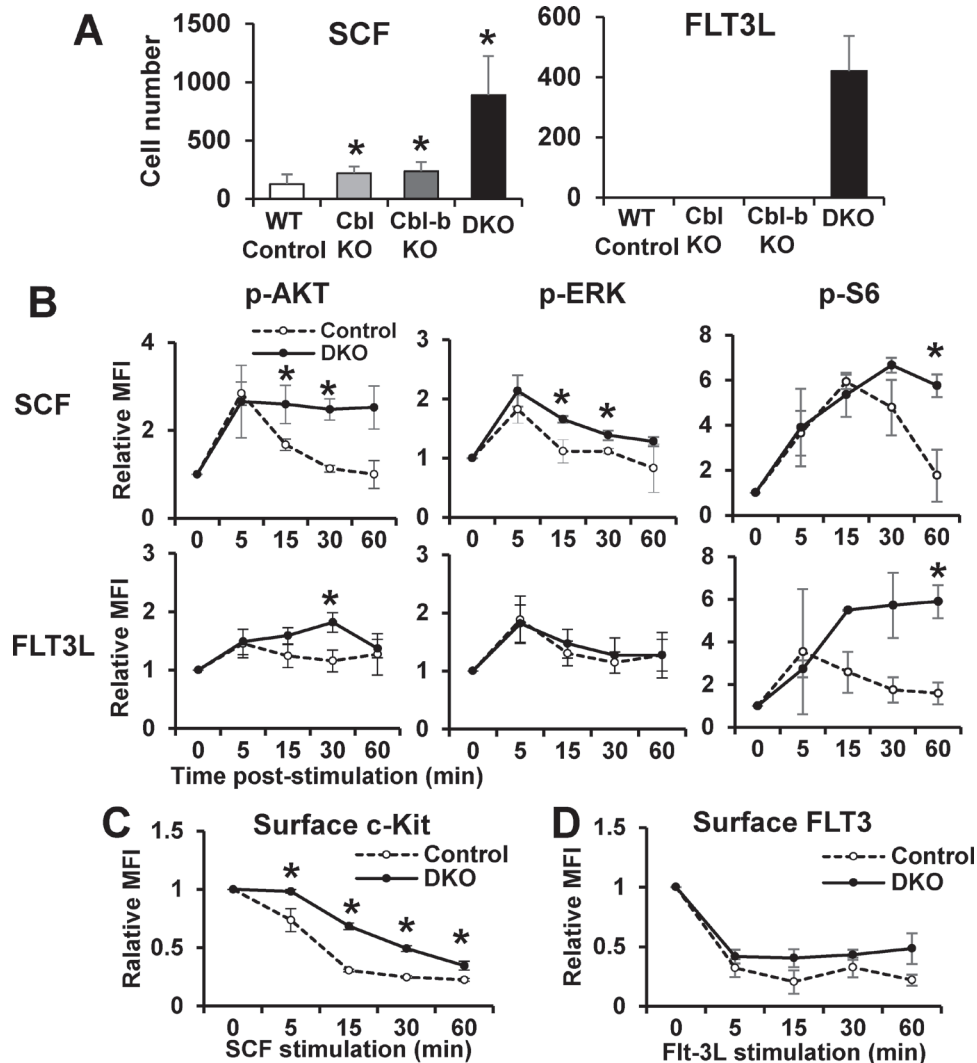 A
SCF
FLT3L
Cell number
1500
1000
500
0
600
400
200
0
*
*
*
WT Control
Cbl KO
Cbl-b KO
DKO
WT Control
Cbl KO
Cbl-b KO
DKO
B
p-AKT
p-ERK
p-S6
Control
DKO
SCF
Relative MFI
4
3
2
1
0
* *
0 5 15 30 60
3
2
1
0
* *
0 5 15 30 60
8
6
4
2
0
*
0 5 15 30 60
FLT3L
Relative MFI
3
2
1
0
*
0 5 15 30 60
3
2
1
0
0 5 15 30 60
8
6
4
2
0
*
0 5 15 30 60
Time post-stimulation (min)
C
Surface c-Kit
Control
DKO
Ralative MFI
1.5
1
0.5
0
* * * *
0 5 15 30 60
SCF stimulation (min)
D
Surface FLT3
Control
DKO
Relative MFI
1.5
1
0.5
0
0 5 15 30 60
Flt-3L stimulation (min)